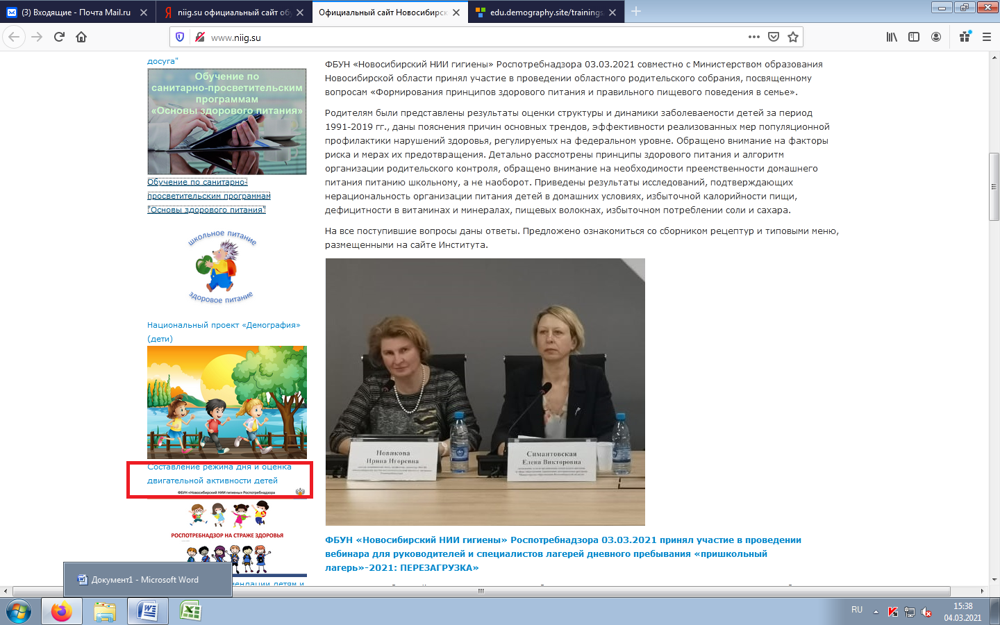 (3) Входящие - Почта Mail.ru
niig.su официальный сайт об
Официальный сайт Новосибирск
edu.demography.site/trainings
www.niig.su
досуга"
Обучение по
санитарно-просветительским
программам
«Основы здорового питания»
Обучение по санитарно-
просветительским программам
"Основы здорового питания"
школьное питание
здоровое питание
Национальный проект «Демография»
(дети)
Составление режима дня и оценка
двигательной активности детей
ФБУН «Новосибирский НИИ гигиены» Роспотребнадзора
РОСПОТРЕБНАДЗОР НА СТРАЖЕ ЗДОРОВЬЯ
ФБУН «Новосибирский НИИ гигиены» Роспотребнадзора 03.03.2021 совместно с Министерством образования
Новосибирской области принял участие в проведении областного родительского собрания, посвященному
вопросам «Формирования принципов здорового питания и правильного пищевого поведения в семье».
Родителям были представлены результаты оценки структуры и динамики заболеваемости детей за период
1991-2019 гг., даны пояснения причин основных трендов, эффективности реализованных мер популяционной
профилактики нарушений здоровья, регулируемых на федеральном уровне. Обращено внимание на факторы
риска и мерах их предотвращения. Детально рассмотрены принципы здорового питания и алгоритм
организации родительского контроля, обращено внимание на необходимости преемственности домашнего
питания питанию школьному, а не наоборот. Приведены результаты исследований, подтверждающих
нерациональность организации питания детей в домашних условиях, избыточной калорийности пищи,
дефицитности в витаминах и минералах, пищевых волокнах, избыточном потреблении соли и сахара.
На все поступившие вопросы даны ответы. Предложено ознакомиться со сборником рецептур и типовыми меню,
размещенными на сайте Института.
Новикова
Ирина Игоревна
Симантовская
Елена Викторовна
ФБУН «Новосибирский НИИ гигиены» Роспотребнадзора 03.03.2021 принял участие в проведении
вебинара для руководителей и специалистов лагерей дневного пребывания «пришкольный
лагерь»-2021: ПЕРЕЗАГРУЗКА»
Документ1 - Microsoft Word
RU
15:38
04.03.2021